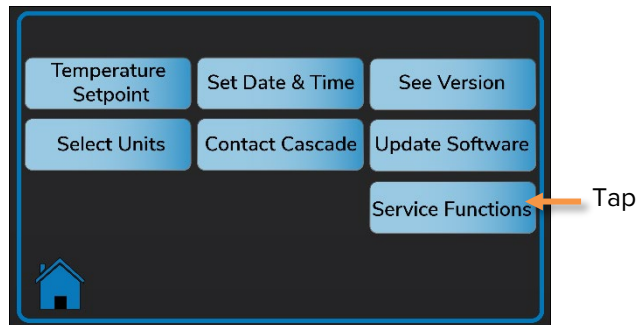 Temperature
Setpoint
Set Date & Time
See Version
Select Units
Contact Cascade
Update Software
Service Functions
Tap